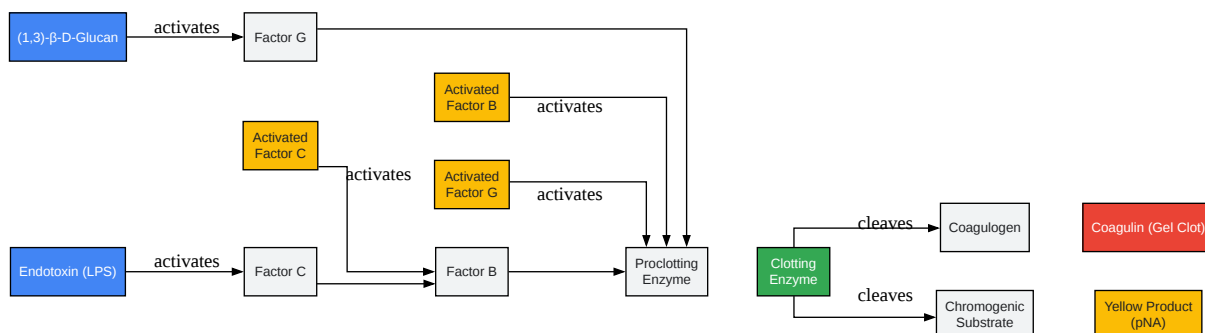 (1,3)-β-D-Glucan
activates
Factor G
Activated
Factor B
activates
Activated
Factor C
activates
Activated
Factor G
activates
Endotoxin (LPS)
activates
Factor C
Factor B
Proclotting
Enzyme
Clotting
Enzyme
cleaves
Coagulogen
Coagulin (Gel Clot)
cleaves
Chromogenic
Substrate
Yellow Product
(pNA)